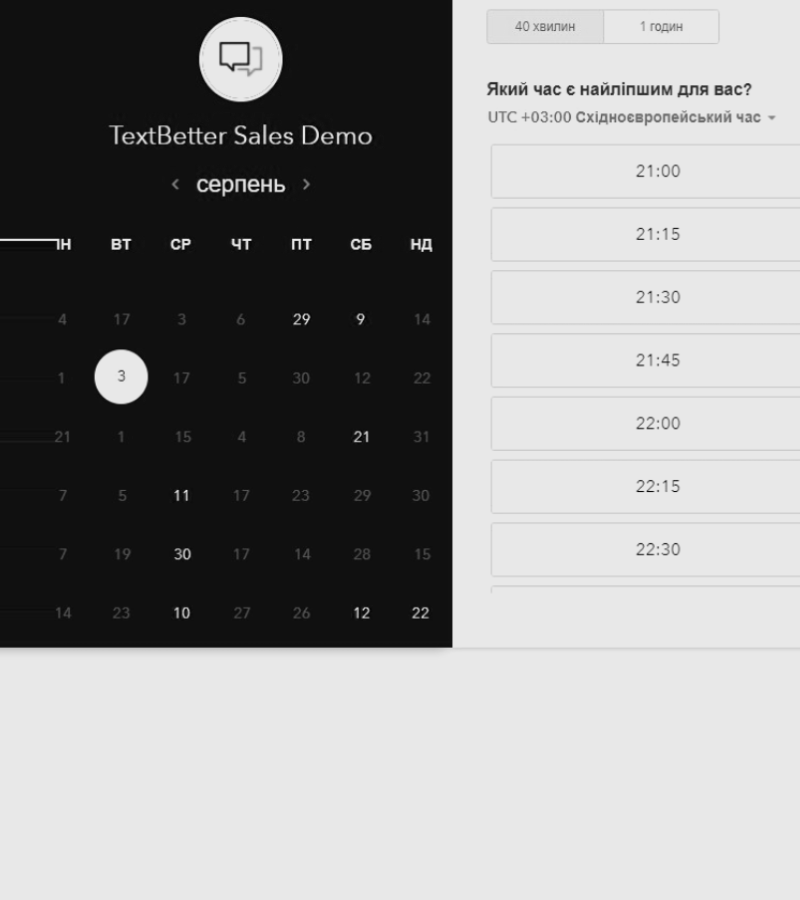 TextBetter Sales Demo
серпень
ВТ СР ЧТ ПТ СБ НД
4 17 3 6 29 9 14
1 3 17 5 30 12 22
21 1 15 4 8 21 31
7 5 11 17 23 29 30
7 19 30 17 14 28 15
14 23 10 27 26 12 22
40 хвилин 1 годин
Який час є найліпшим для вас?
UTC +03:00 Східноєвропейський час
21:00
21:15
21:30
21:45
22:00
22:15
22:30